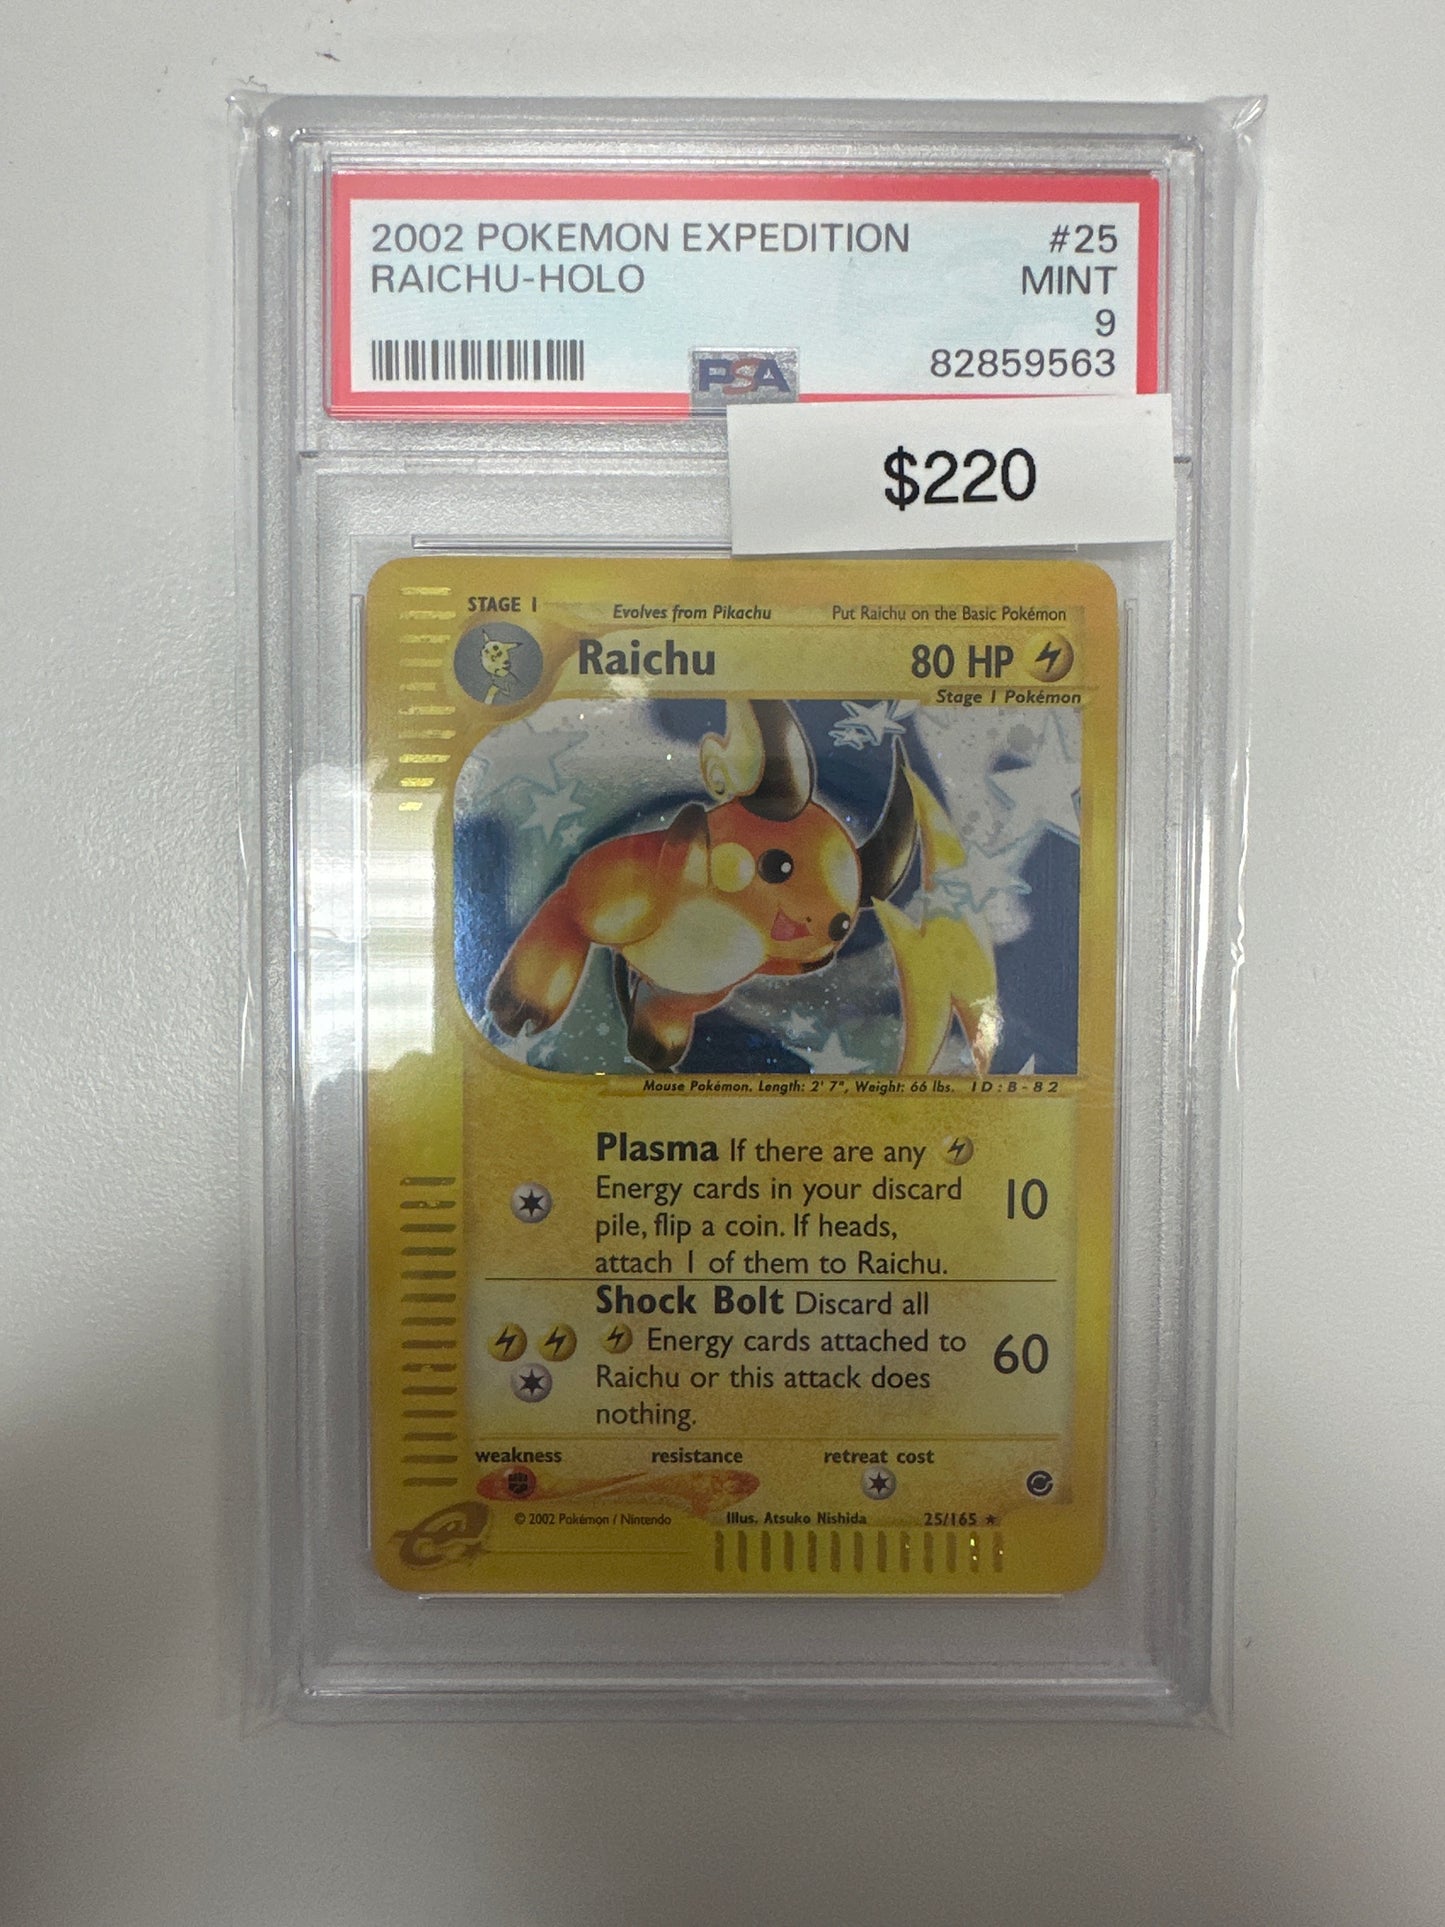 2002 POKEMON EXPEDITION #25
RAICHU-HOLO MINT
9
PSA 82859563
$220
STAGE 1 Evolves from Pikachu Put Raichu on the Basic Pokémon
Raichu 80 HP
Stage 1 Pokémon
Mouse Pokémon. Length: 2' 7", Weight: 66 lbs. ID:B-82
Plasma If there are any
Energy cards in your discard
pile, flip a coin. If heads,
attach 1 of them to Raichu.
10
Shock Bolt Discard all
Energy cards attached to
Raichu or this attack does
nothing.
60
weakness resistance retreat cost
© 2002 Pokémon / Nintendo Illus. Atsuko Nishida 25/165 ★
e